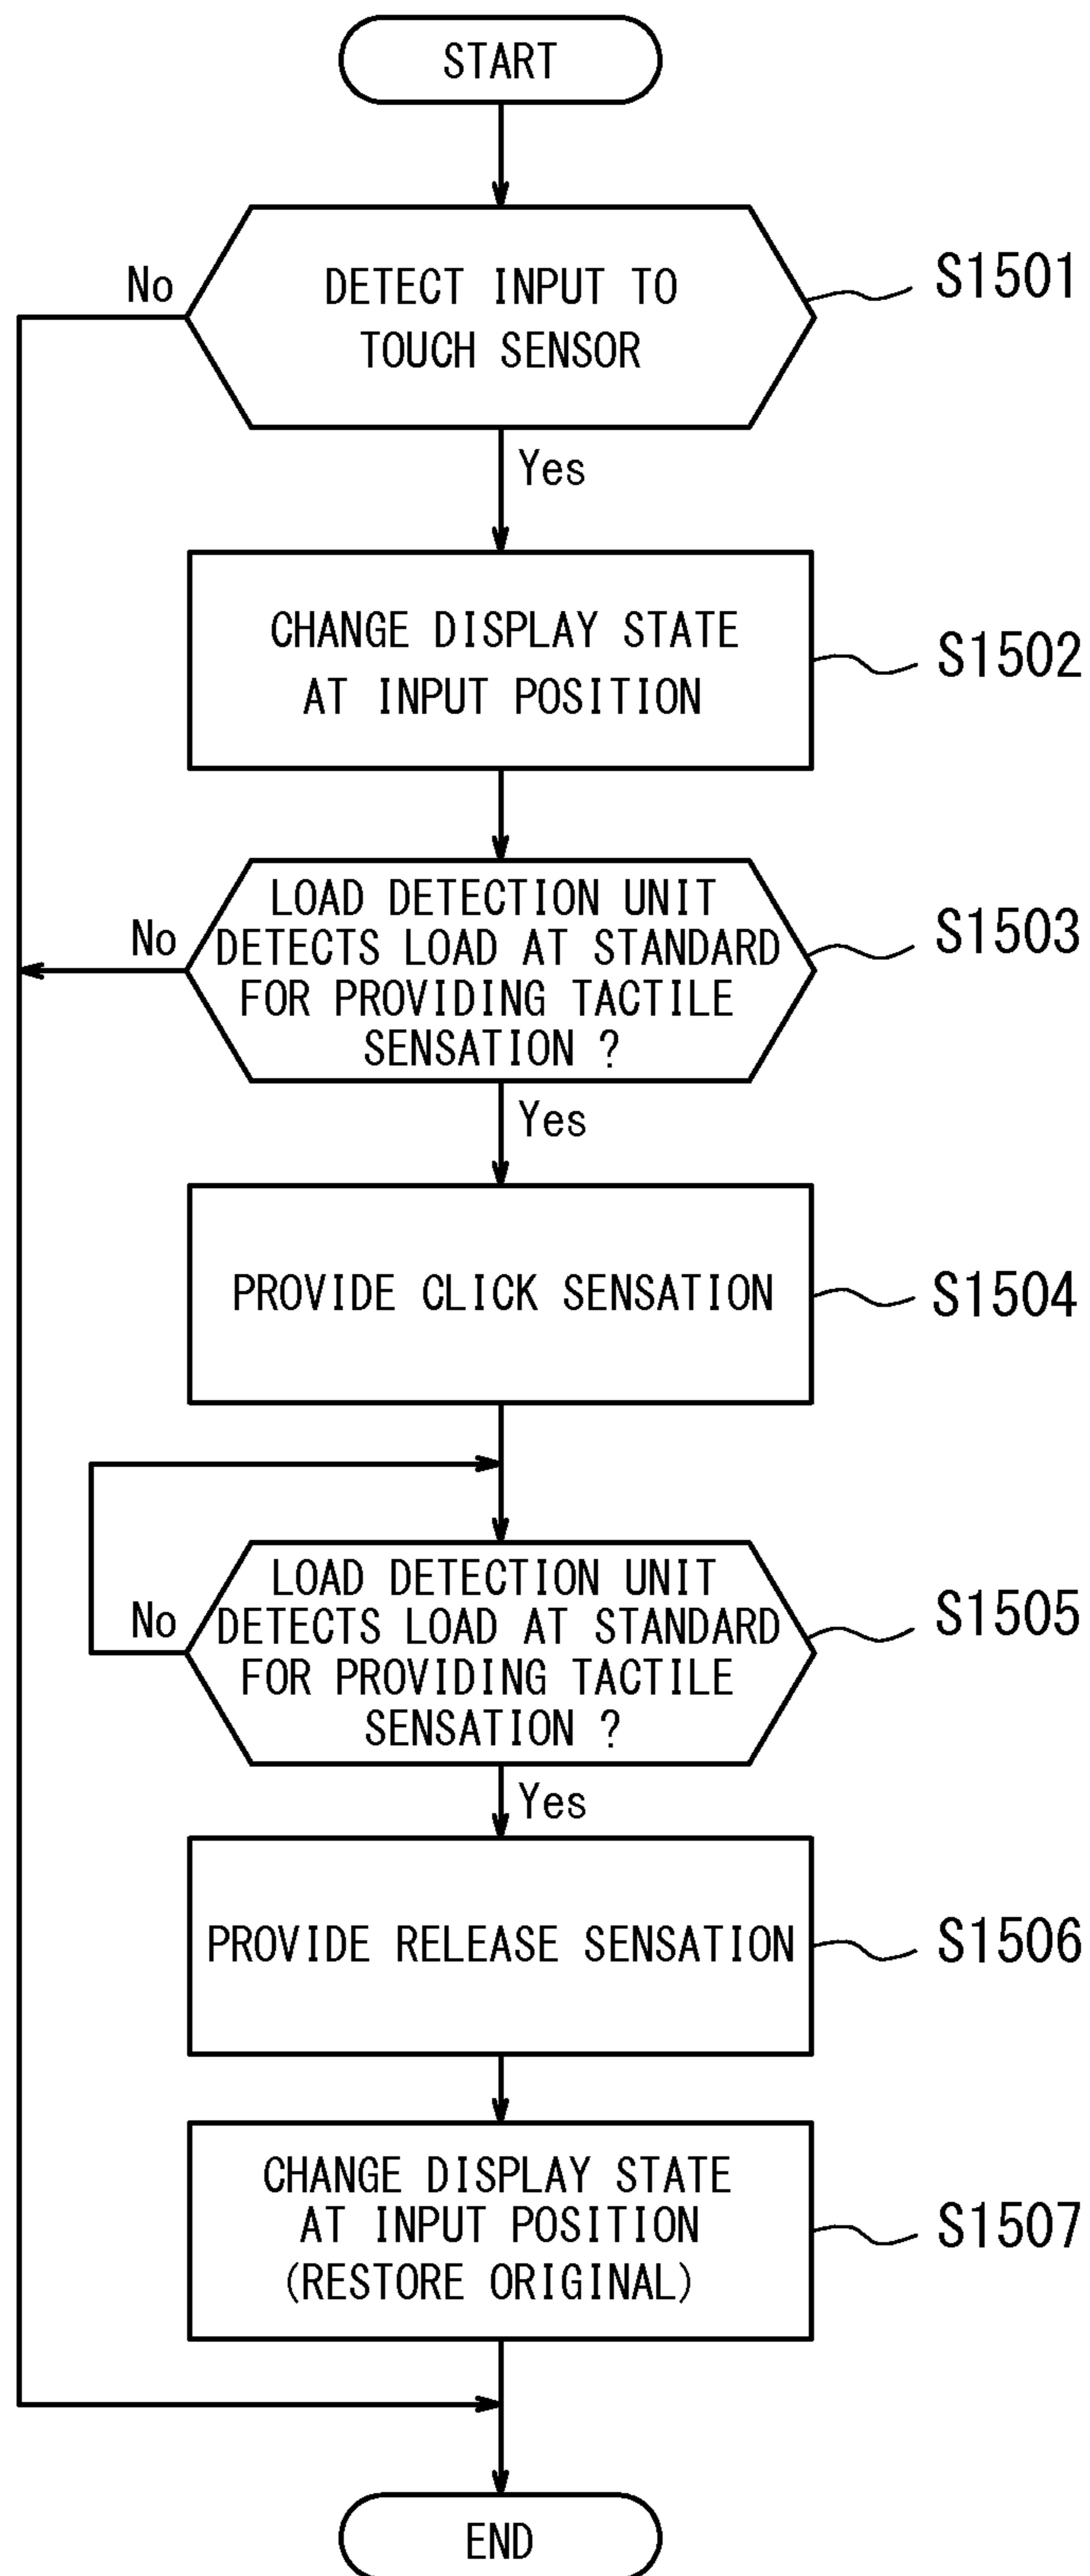 START
No
DETECT INPUT TO
TOUCH SENSOR
S1501
Yes
CHANGE DISPLAY STATE
AT INPUT POSITION
S1502
No
LOAD DETECTION UNIT
DETECTS LOAD AT STANDARD
FOR PROVIDING TACTILE
SENSATION ?
S1503
Yes
PROVIDE CLICK SENSATION
S1504
No
LOAD DETECTION UNIT
DETECTS LOAD AT STANDARD
FOR PROVIDING TACTILE
SENSATION ?
S1505
Yes
PROVIDE RELEASE SENSATION
S1506
CHANGE DISPLAY STATE
AT INPUT POSITION
(RESTORE ORIGINAL)
S1507
END